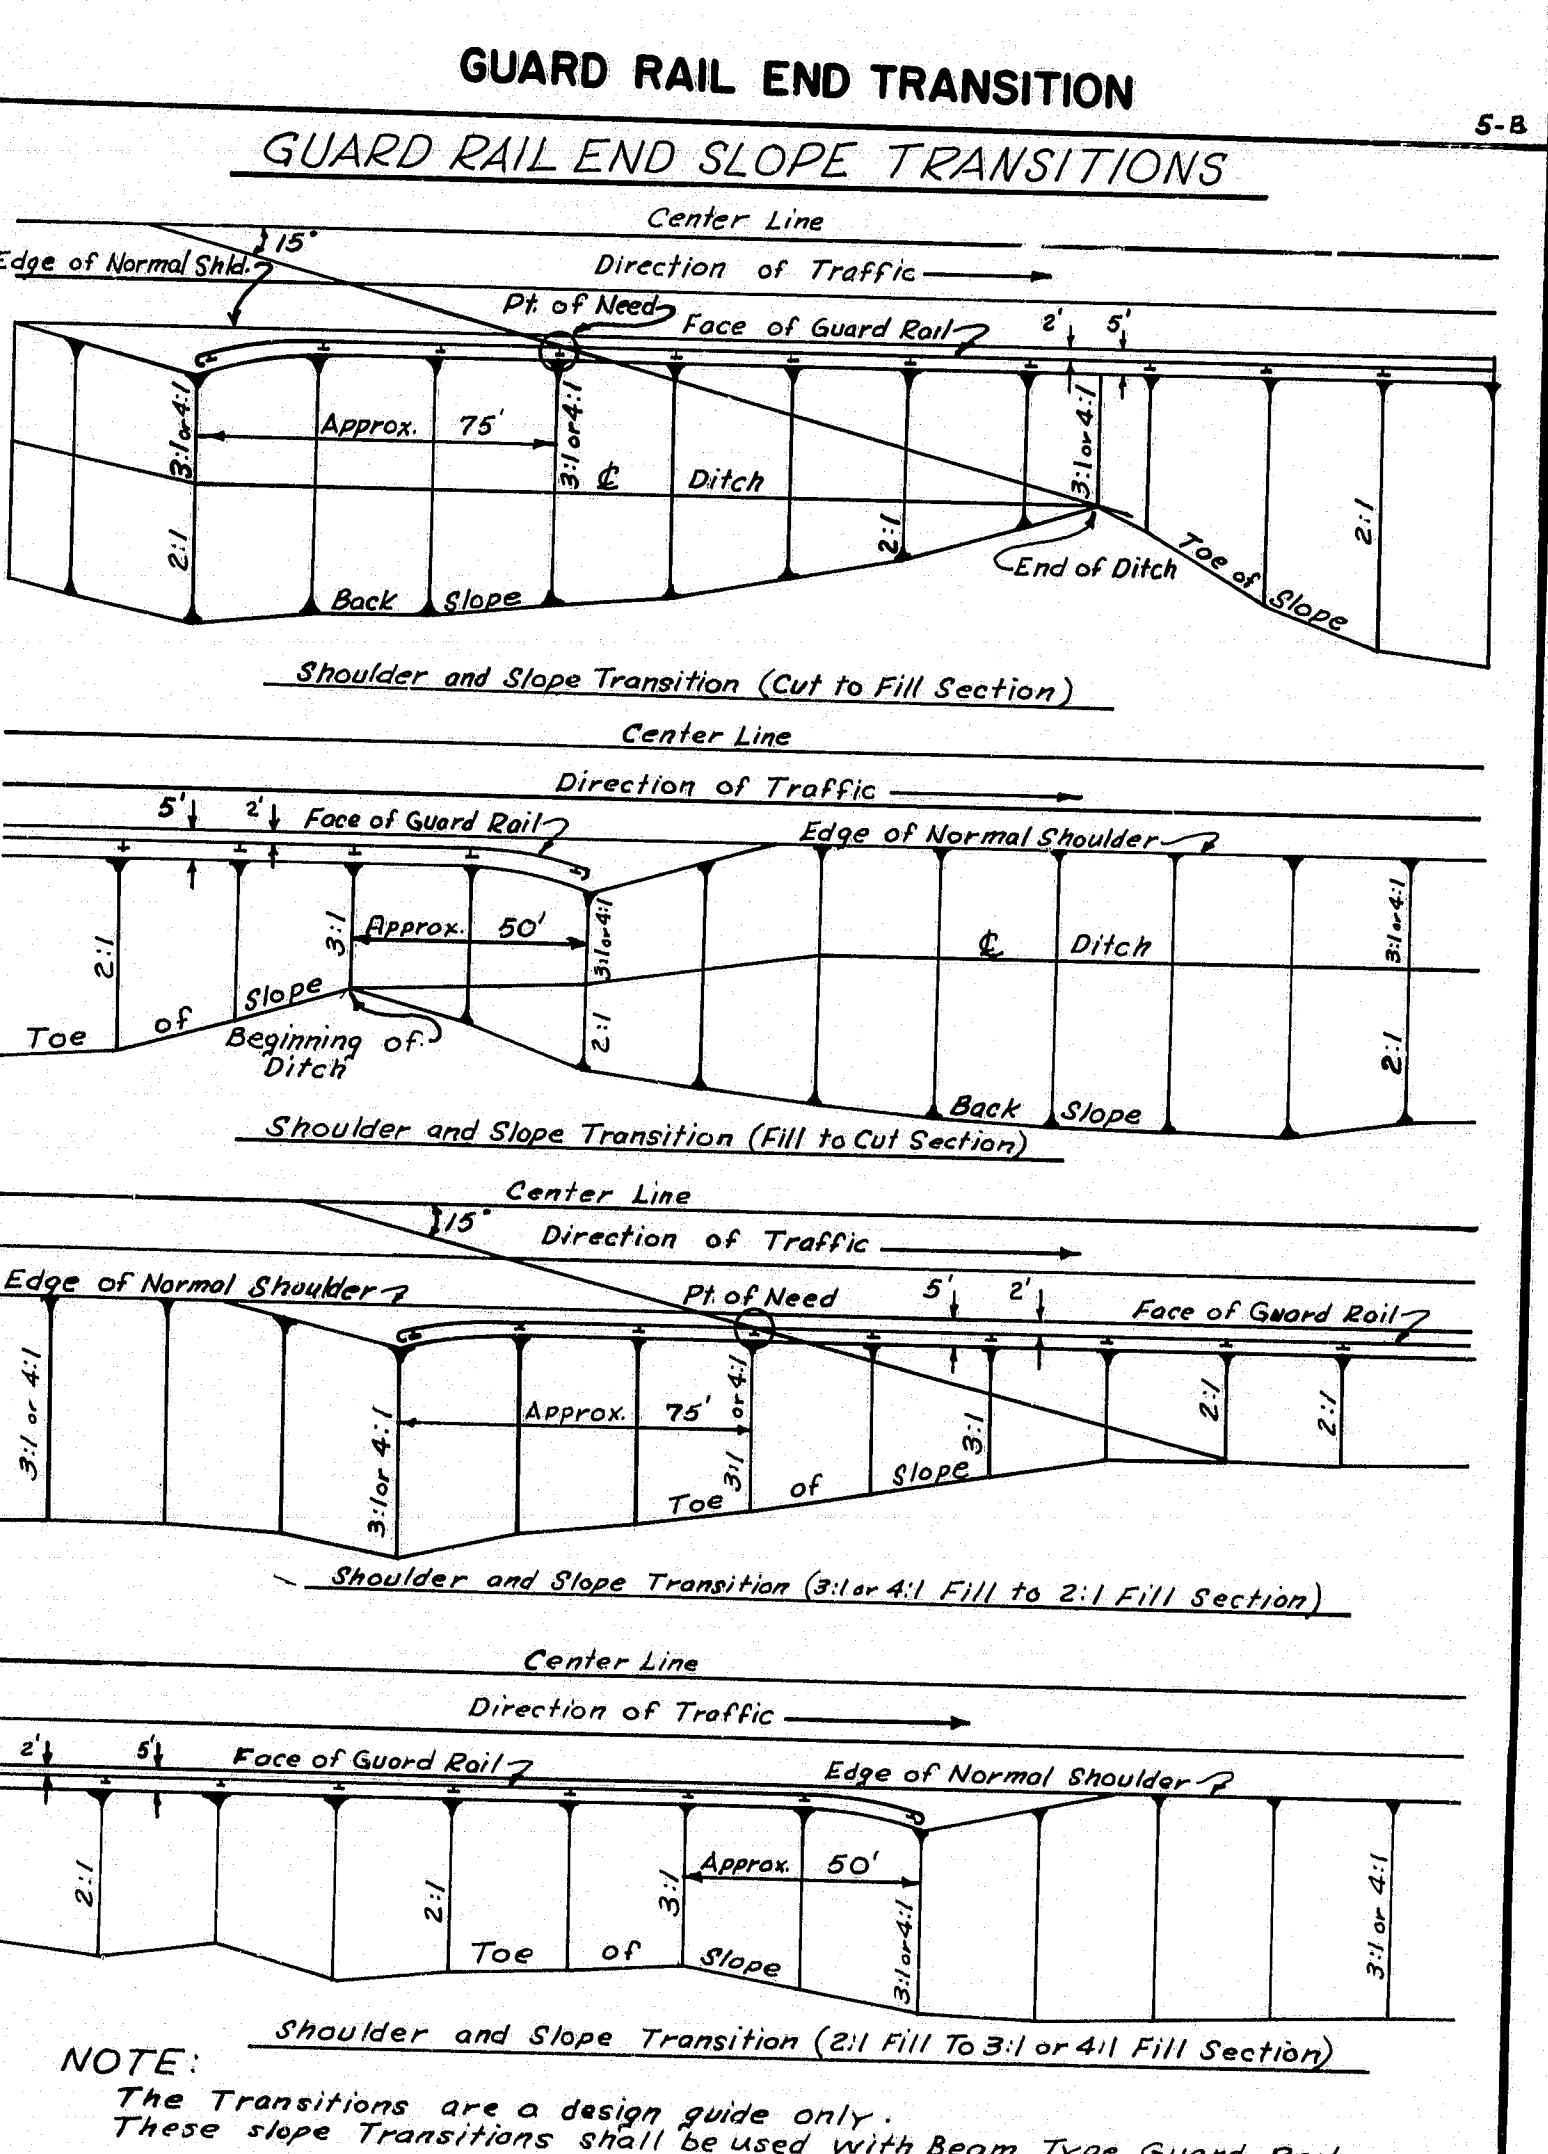 GUARD RAIL END TRANSITION
5-B
GUARD RAIL END SLOPE TRANSITIONS
Center Line
15°
Edge of Normal Shld.
Direction of Traffic
Pt. of Need
Face of Guard Rail
2' 5'
3:1 or 4:1
3:1 or 4:1
3:1 or 4:1
Approx. 75'
℄ Ditch
2:1
2:1
2:1
End of Ditch
Toe of Slope
Back Slope
Shoulder and Slope Transition (Cut to Fill Section)
Center Line
Direction of Traffic
5' 2'
Face of Guard Rail
Edge of Normal Shoulder
2:1
3:1
Approx. 50'
3:1 or 4:1
3:1 or 4:1
℄ Ditch
Toe of Slope
Beginning of
Ditch
2:1
2:1
Back Slope
Shoulder and Slope Transition (Fill to Cut Section)
Center Line
15°
Direction of Traffic
Edge of Normal Shoulder
Pt. of Need
5' 2'
Face of Guard Rail
3:1 or 4:1
3:1 or 4:1
Approx. 75'
3:1 or 4:1
3:1
2:1
2:1
Toe of Slope
Shoulder and Slope Transition (3:1 or 4:1 Fill to 2:1 Fill Section)
Center Line
Direction of Traffic
2' 5'
Face of Guard Rail
Edge of Normal Shoulder
2:1
2:1
3:1
Approx. 50'
3:1 or 4:1
3:1 or 4:1
Toe of Slope
Shoulder and Slope Transition (2:1 Fill To 3:1 or 4:1 Fill Section)
NOTE:
The Transitions are a design guide only.
These slope Transitions shall be used with Beam Type Guard Rail